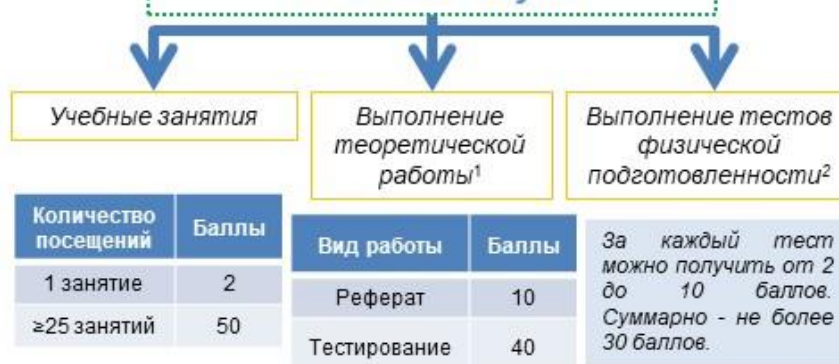 Учебные занятия
Выполнение
теоретической
работы¹
Выполнение тестов
физической
подготовленности²
Количество
посещений
Баллы
1 занятие
2
≥25 занятий
50
Вид работы
Баллы
Реферат
10
Тестирование
40
За каждый тест
можно получить от 2
до 10 баллов.
Суммарно - не более
30 баллов.